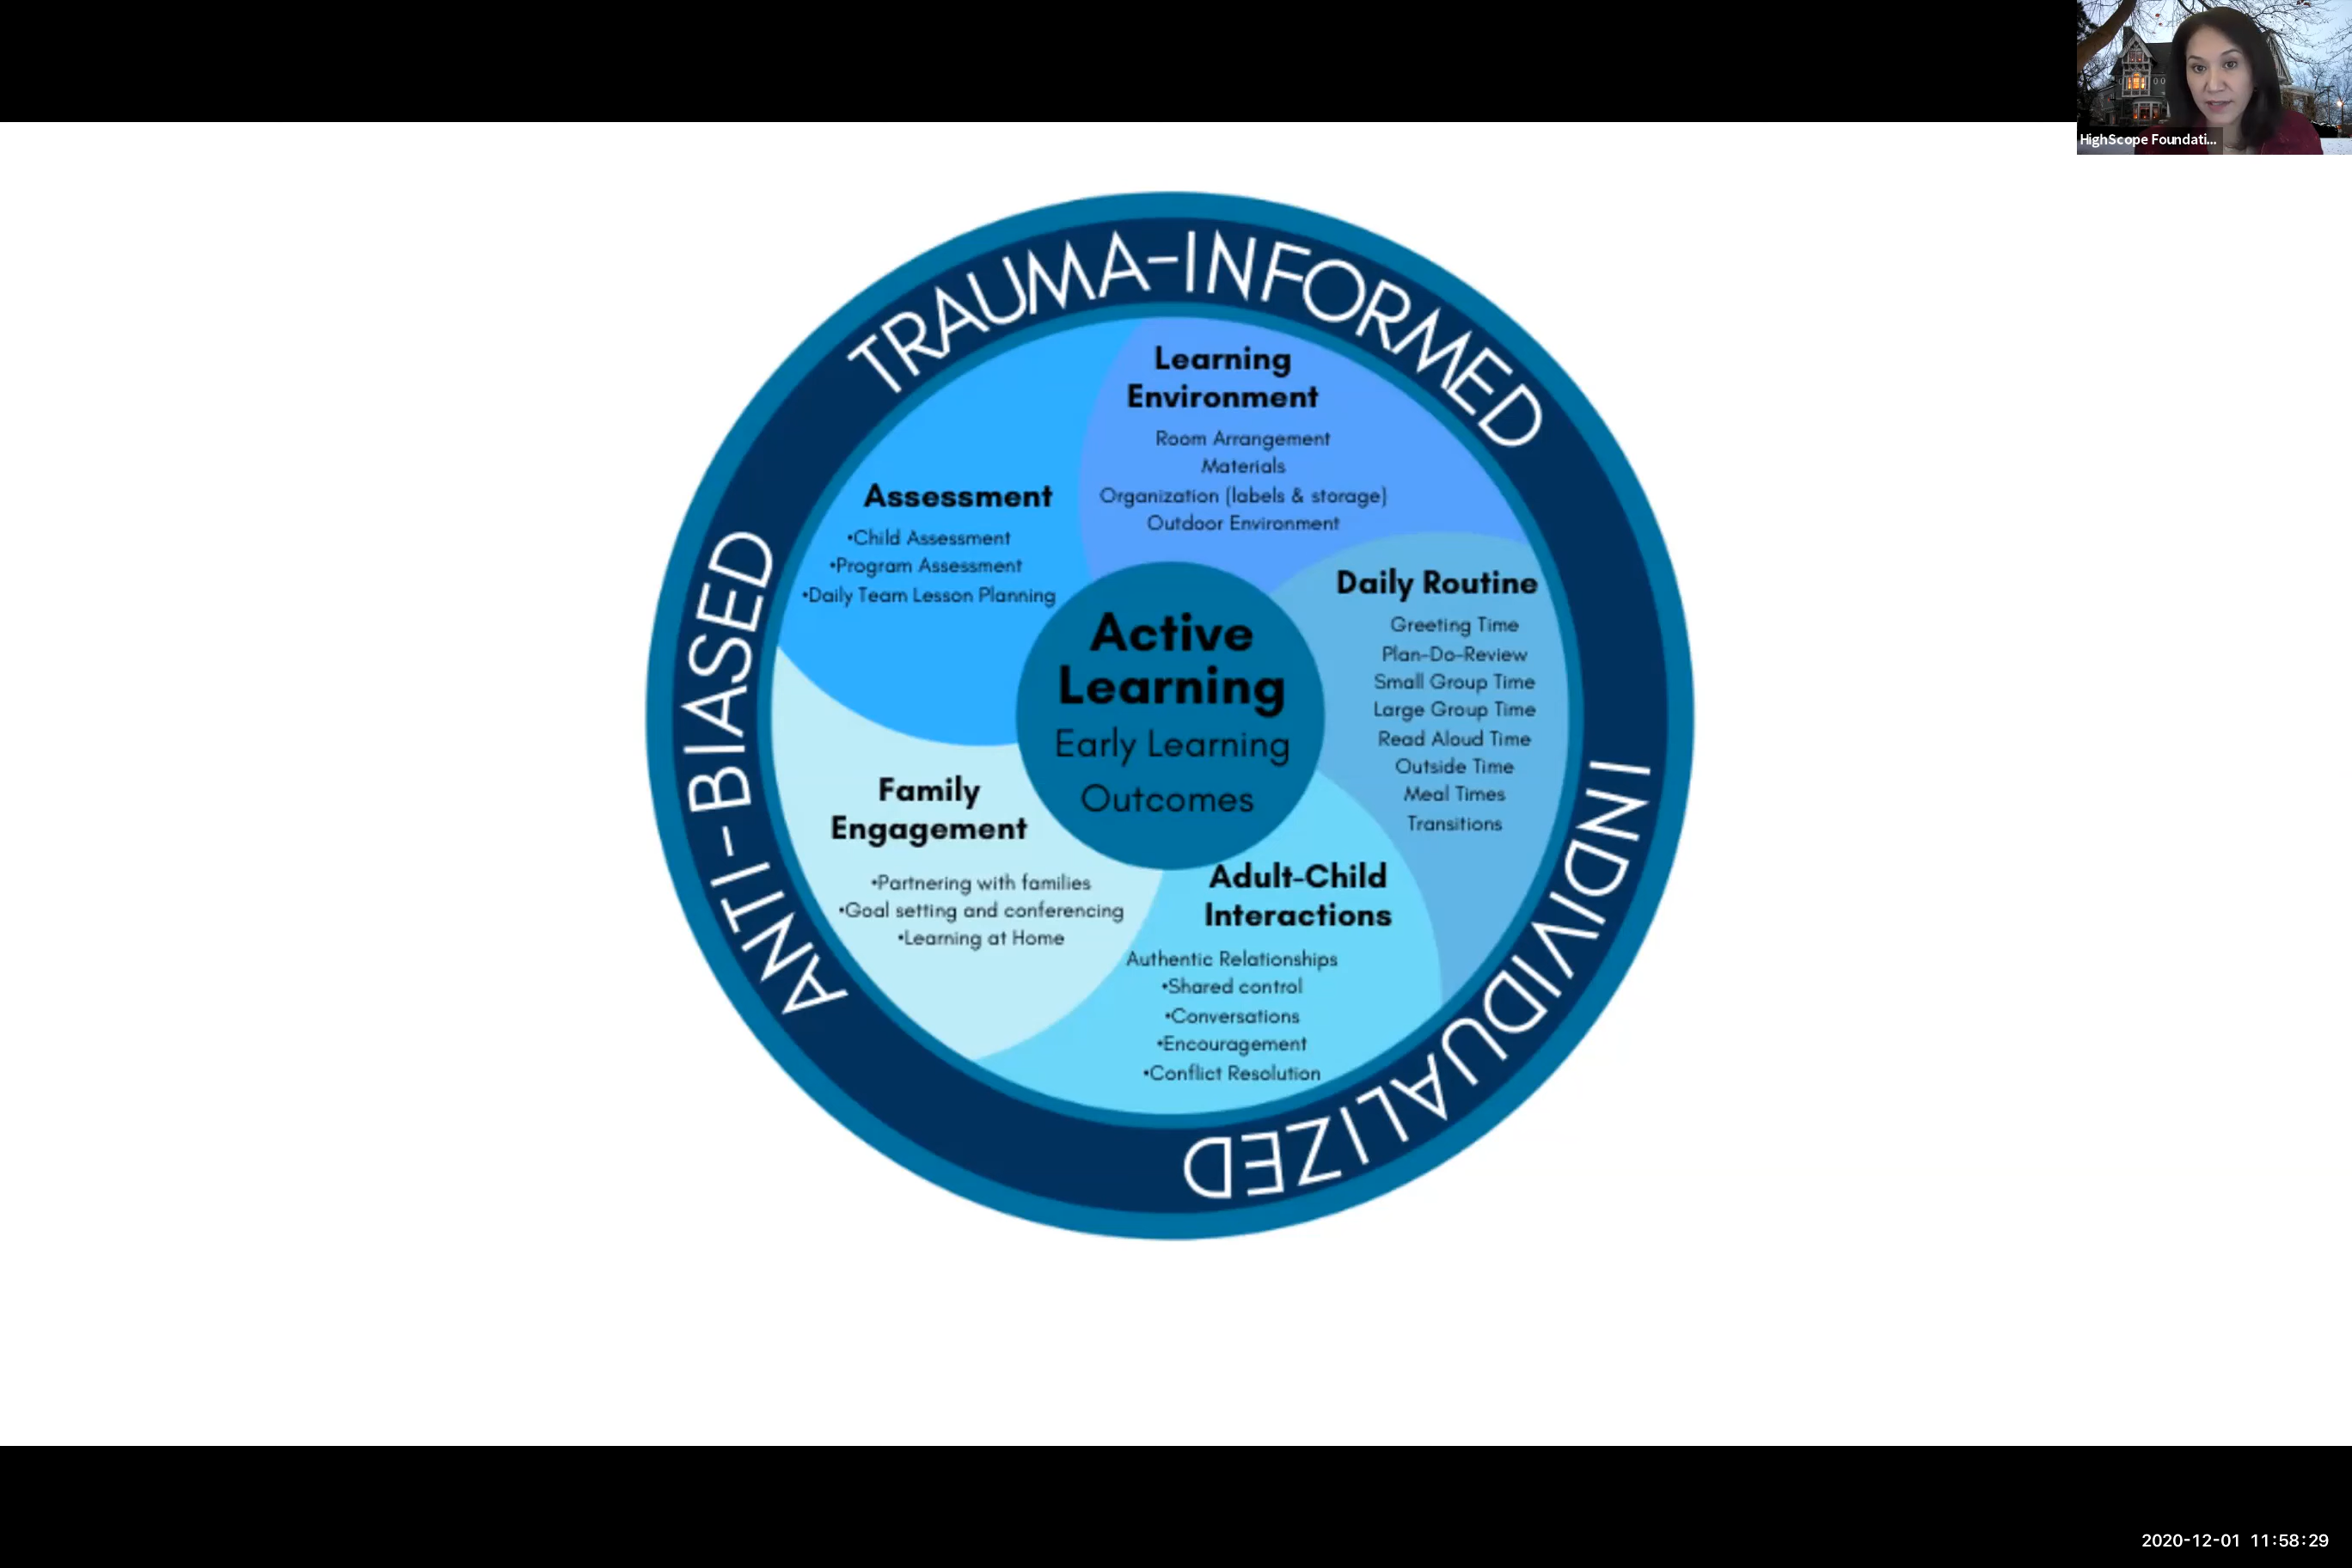 HighScope Foundati...
TRAUMA-INFORMED
INDIVIDUALIZED
ANTI-BIASED
Learning
Environment
Room Arrangement
Materials
Organization (labels & storage)
Outdoor Environment
Daily Routine
Greeting Time
Plan-Do-Review
Small Group Time
Large Group Time
Read Aloud Time
Outside Time
Meal Times
Transitions
Adult-Child
Interactions
Authentic Relationships
•Shared control
•Conversations
•Encouragement
•Conflict Resolution
Family
Engagement
•Partnering with families
•Goal setting and conferencing
•Learning at Home
Assessment
•Child Assessment
•Program Assessment
•Daily Team Lesson Planning
Active
Learning
Early Learning
Outcomes
2020-12-01 11:58:29